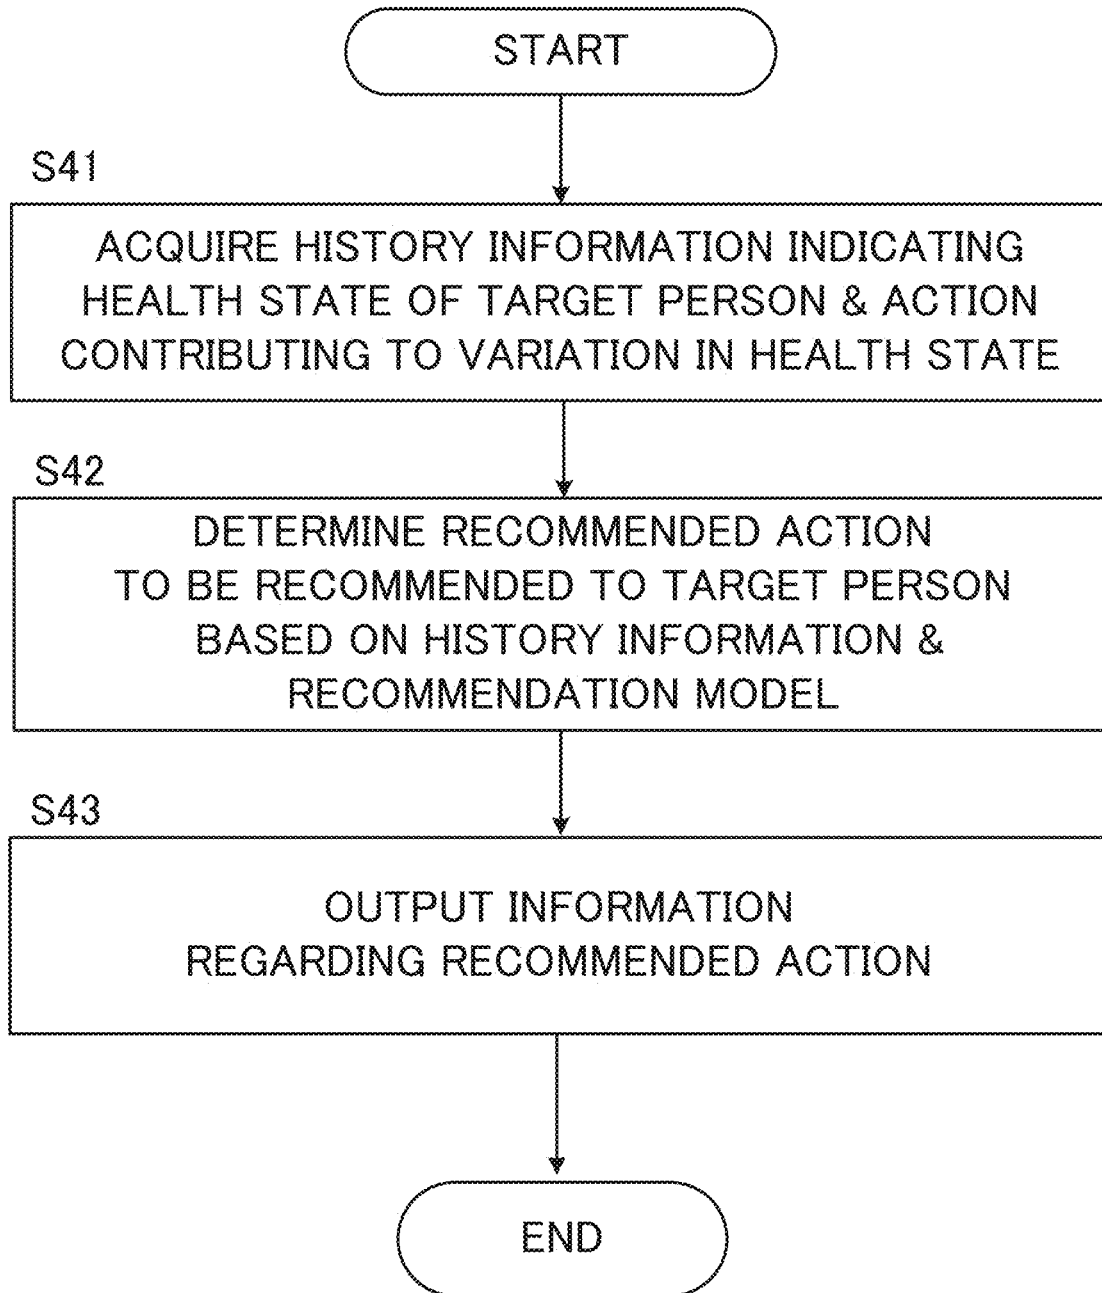 START
S41
ACQUIRE HISTORY INFORMATION INDICATING
HEALTH STATE OF TARGET PERSON & ACTION
CONTRIBUTING TO VARIATION IN HEALTH STATE
S42
DETERMINE RECOMMENDED ACTION
TO BE RECOMMENDED TO TARGET PERSON
BASED ON HISTORY INFORMATION &
RECOMMENDATION MODEL
S43
OUTPUT INFORMATION
REGARDING RECOMMENDED ACTION
END